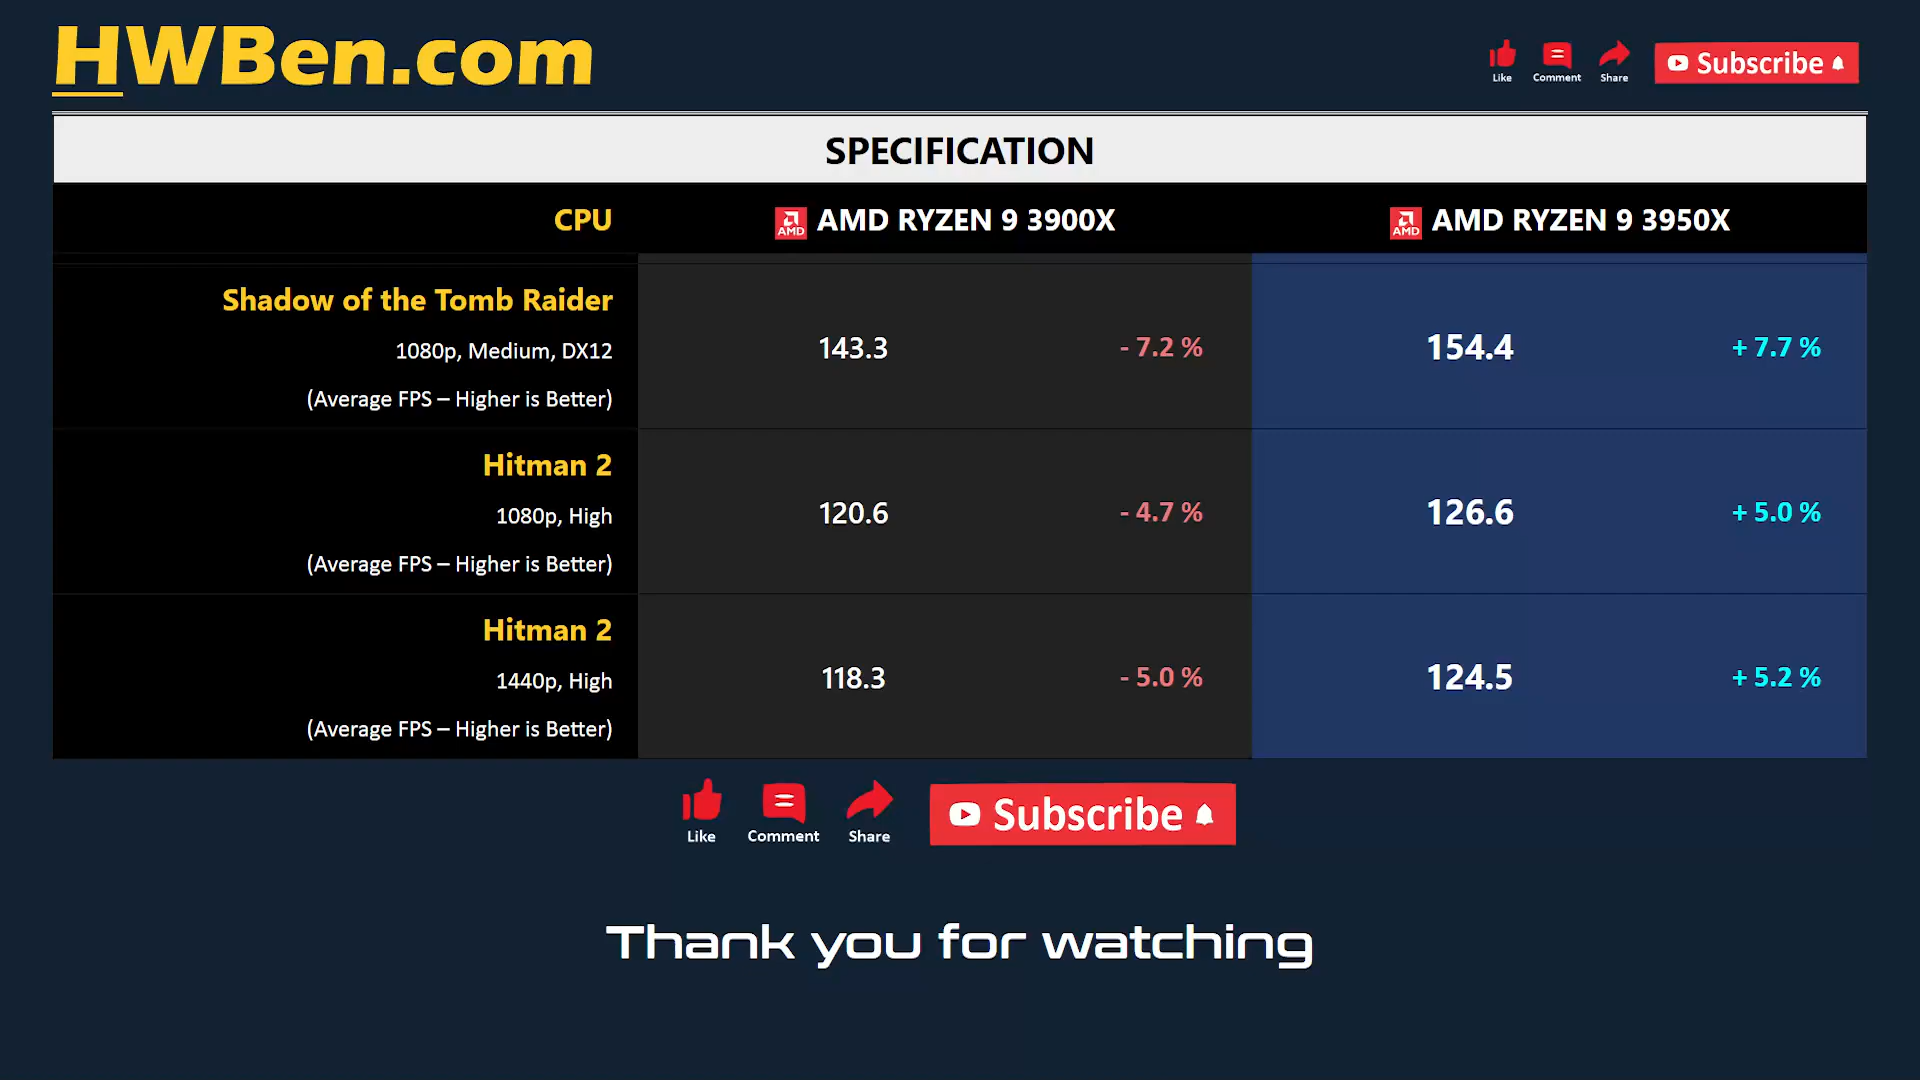 HWBen.com
Like Comment Share Subscribe
SPECIFICATION
CPU AMD AMD RYZEN 9 3900X AMD AMD RYZEN 9 3950X
Shadow of the Tomb Raider
1080p, Medium, DX12 143.3 - 7.2 % 154.4 + 7.7 %
(Average FPS – Higher is Better)
Hitman 2
1080p, High 120.6 - 4.7 % 126.6 + 5.0 %
(Average FPS – Higher is Better)
Hitman 2
1440p, High 118.3 - 5.0 % 124.5 + 5.2 %
(Average FPS – Higher is Better)
Like Comment Share Subscribe
Thank you for watching